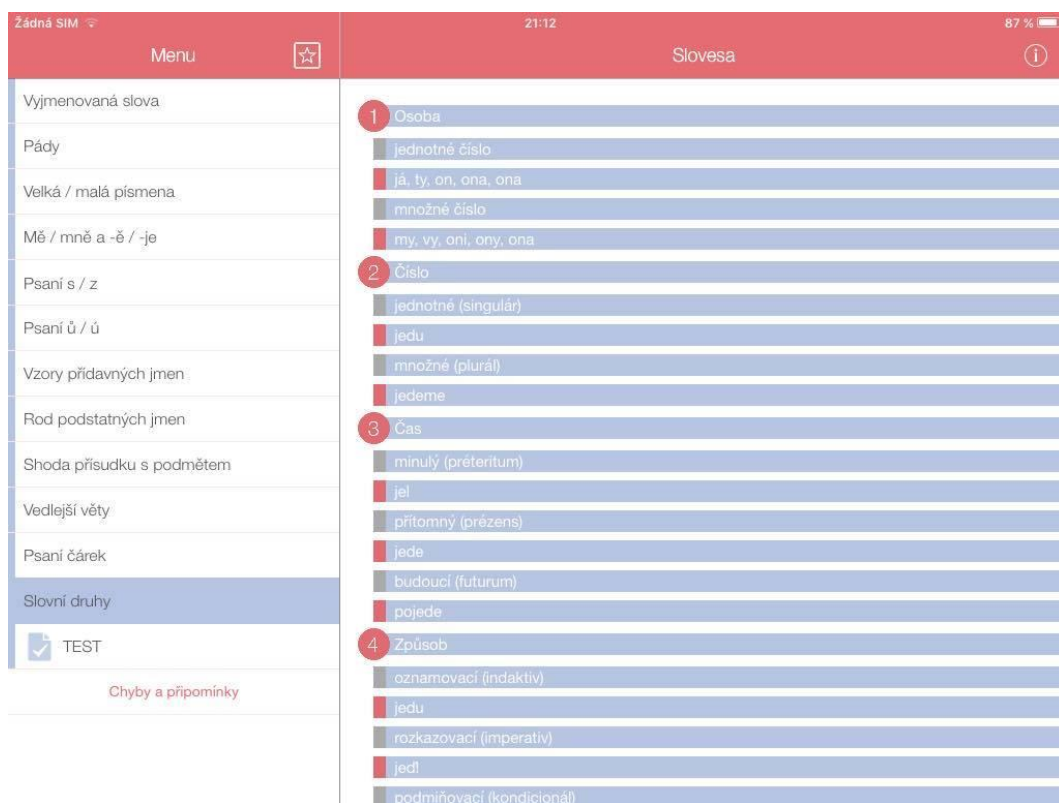 Žádná SIM 21:12 87 %
Menu
Vyjmenovaná slova
Pády
Velká / malá písmena
Mě / mně a -ě / -je
Psaní s / z
Psaní ů / ú
Vzory přídavných jmen
Rod podstatných jmen
Shoda přísudku s podmětem
Vedlejší věty
Psaní čárek
Slovní druhy
TEST
Chyby a připomínky
Slovesa
1 Osoba
jednotné číslo
já, ty, on, ona, ona
množné číslo
my, vy, oni, ony, ona
2 Číslo
jednotné (singulár)
jedu
množné (plurál)
jedeme
3 Čas
minulý (préteritum)
jel
přítomný (prézens)
jede
budoucí (futurum)
pojede
4 Způsob
oznamovací (indaktiv)
jedu
rozkazovací (imperativ)
jeď!
podmiňovací (kondicionál)